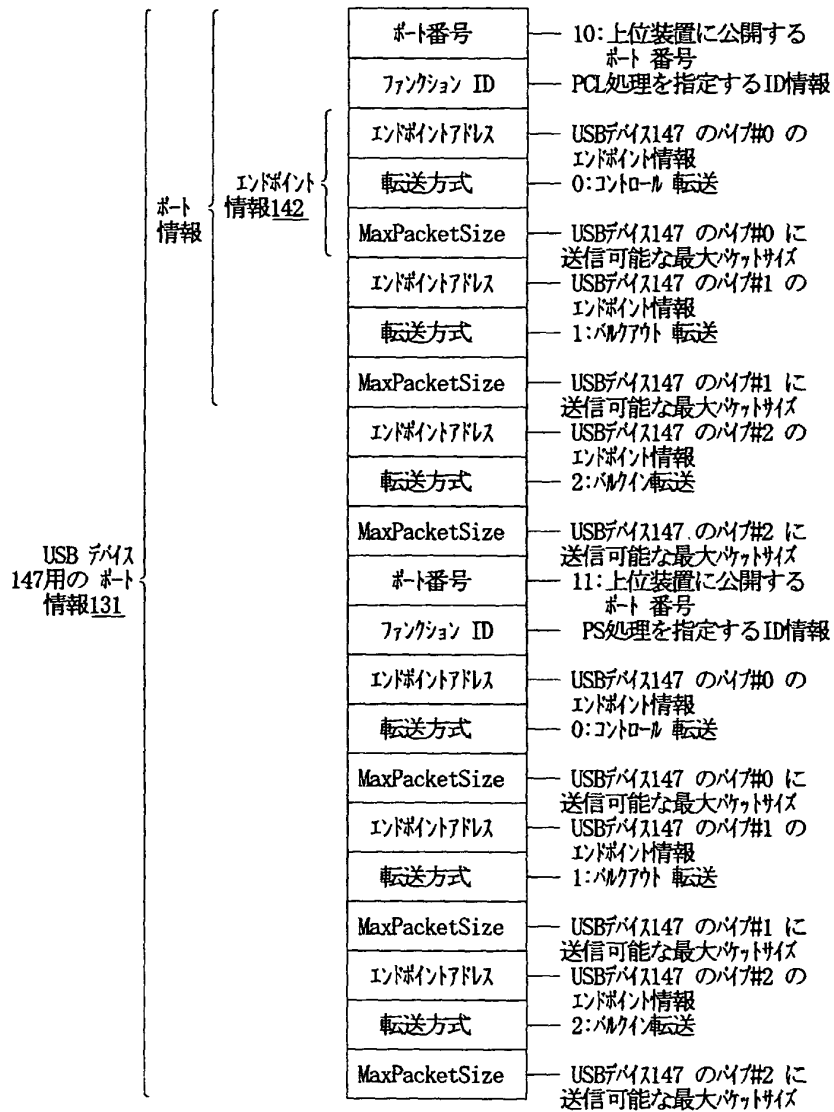 ポート番号
10:上位装置に公開する
ポート 番号
ファンクション ID
PCL処理を指定するID情報
エンドポイントアドレス
USBデバイス147 のパイプ#0 の
エンドポイント情報
転送方式
0:コントロール 転送
MaxPacketSize
USBデバイス147 のパイプ#0 に
送信可能な最大パケットサイズ
エンドポイントアドレス
USBデバイス147 のパイプ#1 の
エンドポイント情報
転送方式
1:バルクアウト 転送
MaxPacketSize
USBデバイス147 のパイプ#1 に
送信可能な最大パケットサイズ
エンドポイントアドレス
USBデバイス147 のパイプ#2 の
エンドポイント情報
転送方式
2:バルクイン転送
MaxPacketSize
USBデバイス147 のパイプ#2 に
送信可能な最大パケットサイズ
ポート番号
11:上位装置に公開する
ポート 番号
ファンクション ID
PS処理を指定するID情報
エンドポイントアドレス
USBデバイス147 のパイプ#0 の
エンドポイント情報
転送方式
0:コントロール 転送
MaxPacketSize
USBデバイス147 のパイプ#0 に
送信可能な最大パケットサイズ
エンドポイントアドレス
USBデバイス147 のパイプ#1 の
エンドポイント情報
転送方式
1:バルクアウト 転送
MaxPacketSize
USBデバイス147 のパイプ#1 に
送信可能な最大パケットサイズ
エンドポイントアドレス
USBデバイス147 のパイプ#2 の
エンドポイント情報
転送方式
2:バルクイン転送
MaxPacketSize
USBデバイス147 のパイプ#2 に
送信可能な最大パケットサイズ
エンドポイント
情報142
ポート
情報
USB デバイス
147用の ポート
情報131